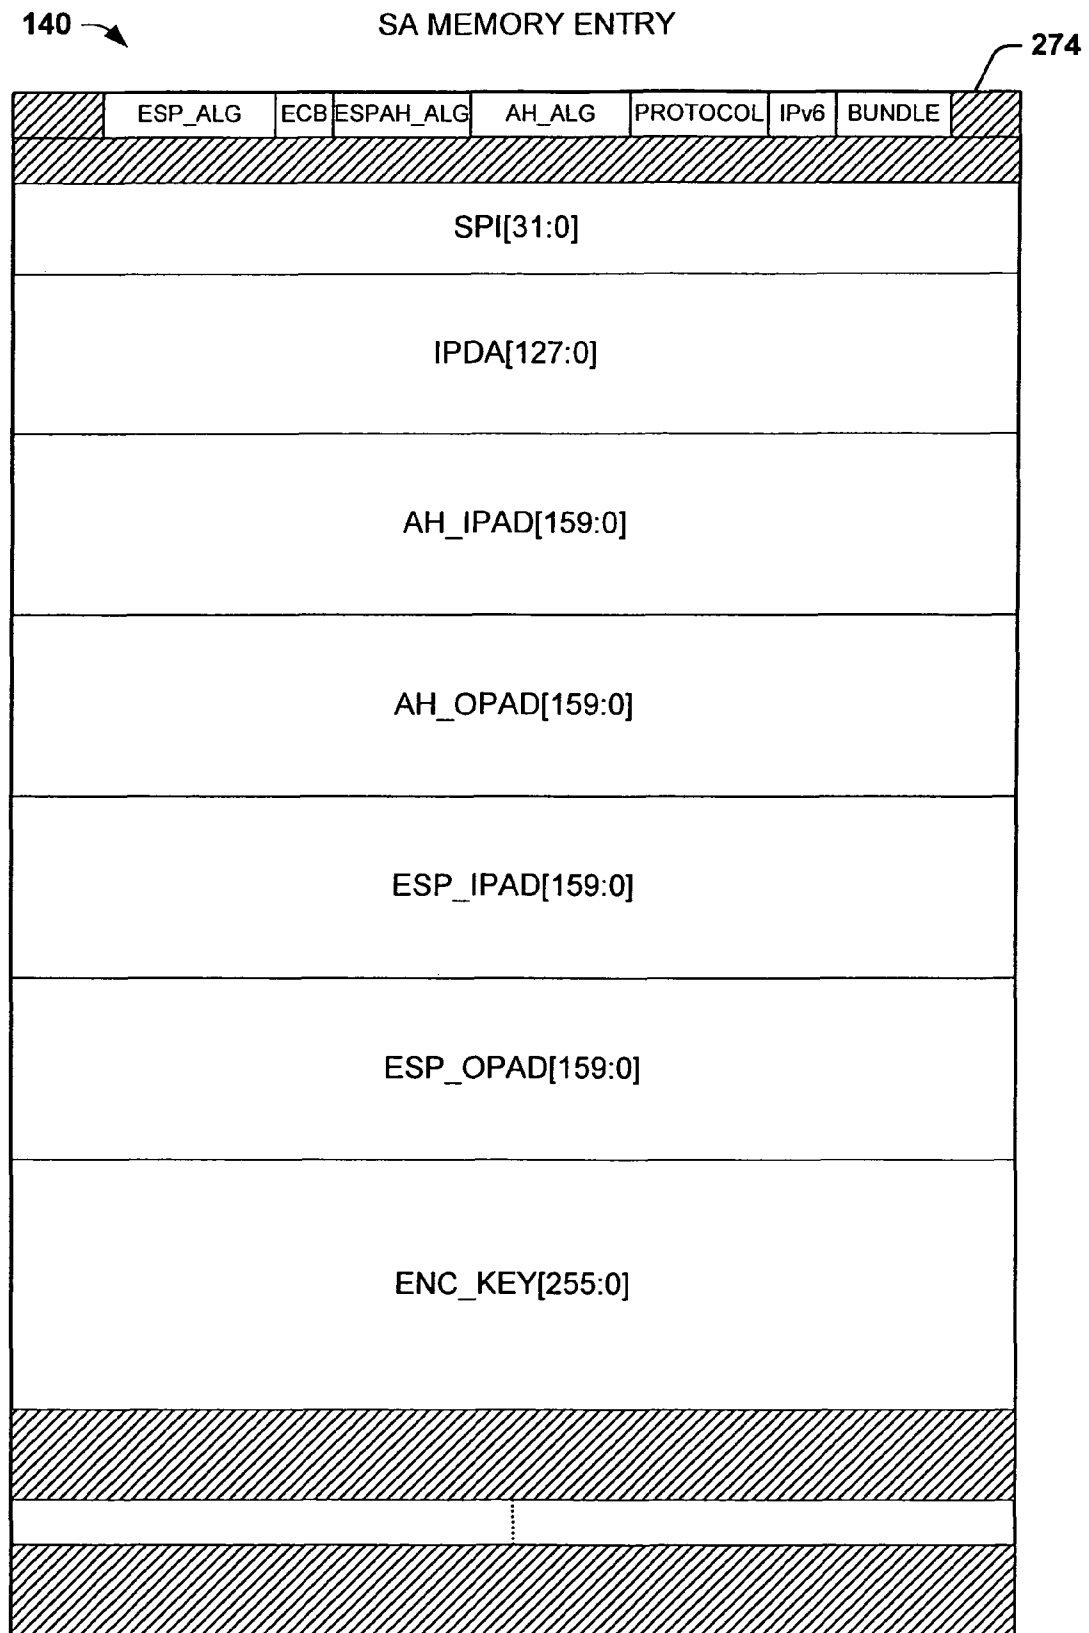 140 SA MEMORY ENTRY
274
ESP_ALG ECB ESPAH_ALG AH_ALG PROTOCOL IPv6 BUNDLE
SPI[31:0]
IPDA[127:0]
AH_IPAD[159:0]
AH_OPAD[159:0]
ESP_IPAD[159:0]
ESP_OPAD[159:0]
ENC_KEY[255:0]